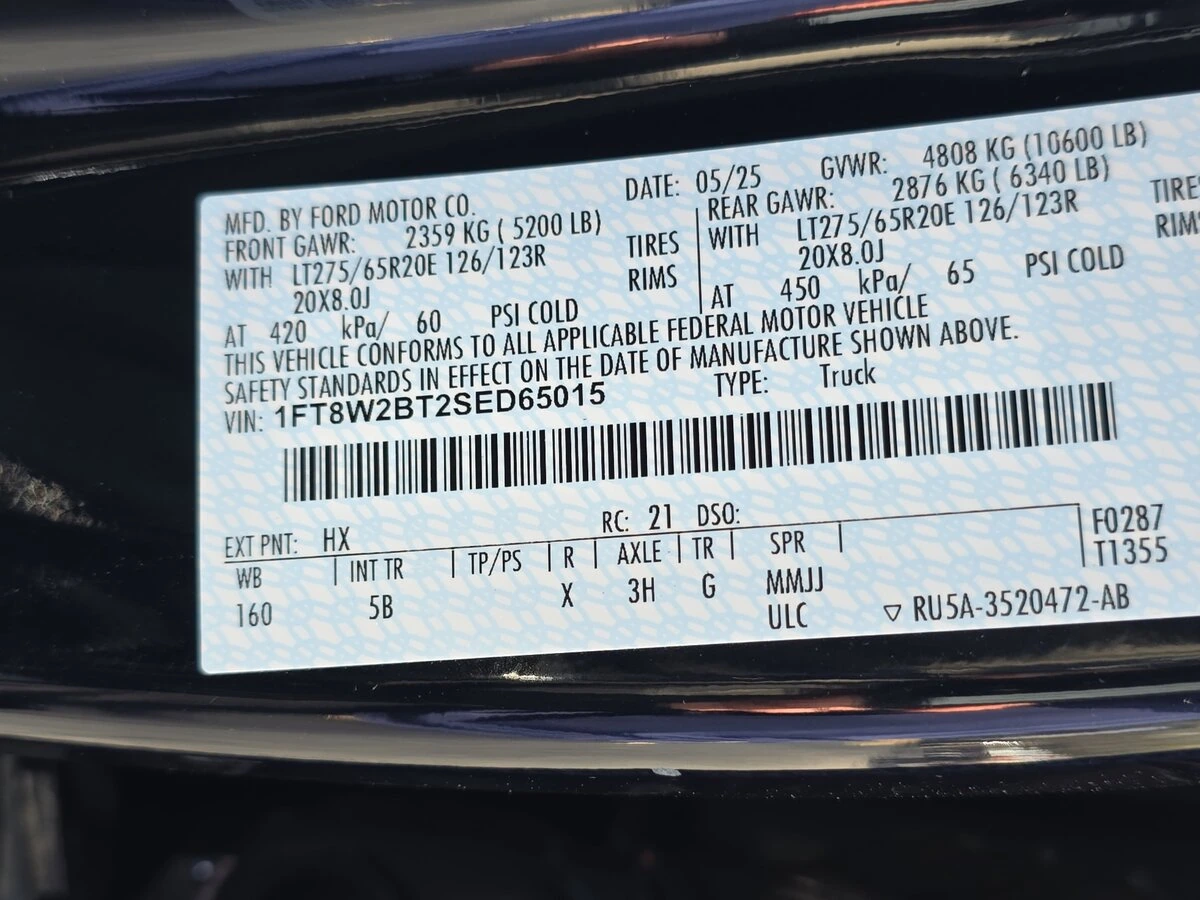 MFD. BY FORD MOTOR CO. DATE: 05/25 GVWR: 4808 KG (10600 LB)
FRONT GAWR: 2359 KG ( 5200 LB) REAR GAWR: 2876 KG ( 6340 LB)
WITH LT275/65R20E 126/123R TIRES WITH LT275/65R20E 126/123R
20X8.0J RIMS 20X8.0J
AT 420 kPa/ 60 PSI COLD AT 450 kPa/ 65 PSI COLD
THIS VEHICLE CONFORMS TO ALL APPLICABLE FEDERAL MOTOR VEHICLE
SAFETY STANDARDS IN EFFECT ON THE DATE OF MANUFACTURE SHOWN ABOVE.
VIN: 1FT8W2BT2SED65015 TYPE: Truck
EXT PNT: HX RC: 21 DSO:
WB INT TR TP/PS R AXLE TR SPR F0287
160 5B X 3H G MMJJ T1355
ULC ▽ RU5A-3520472-AB